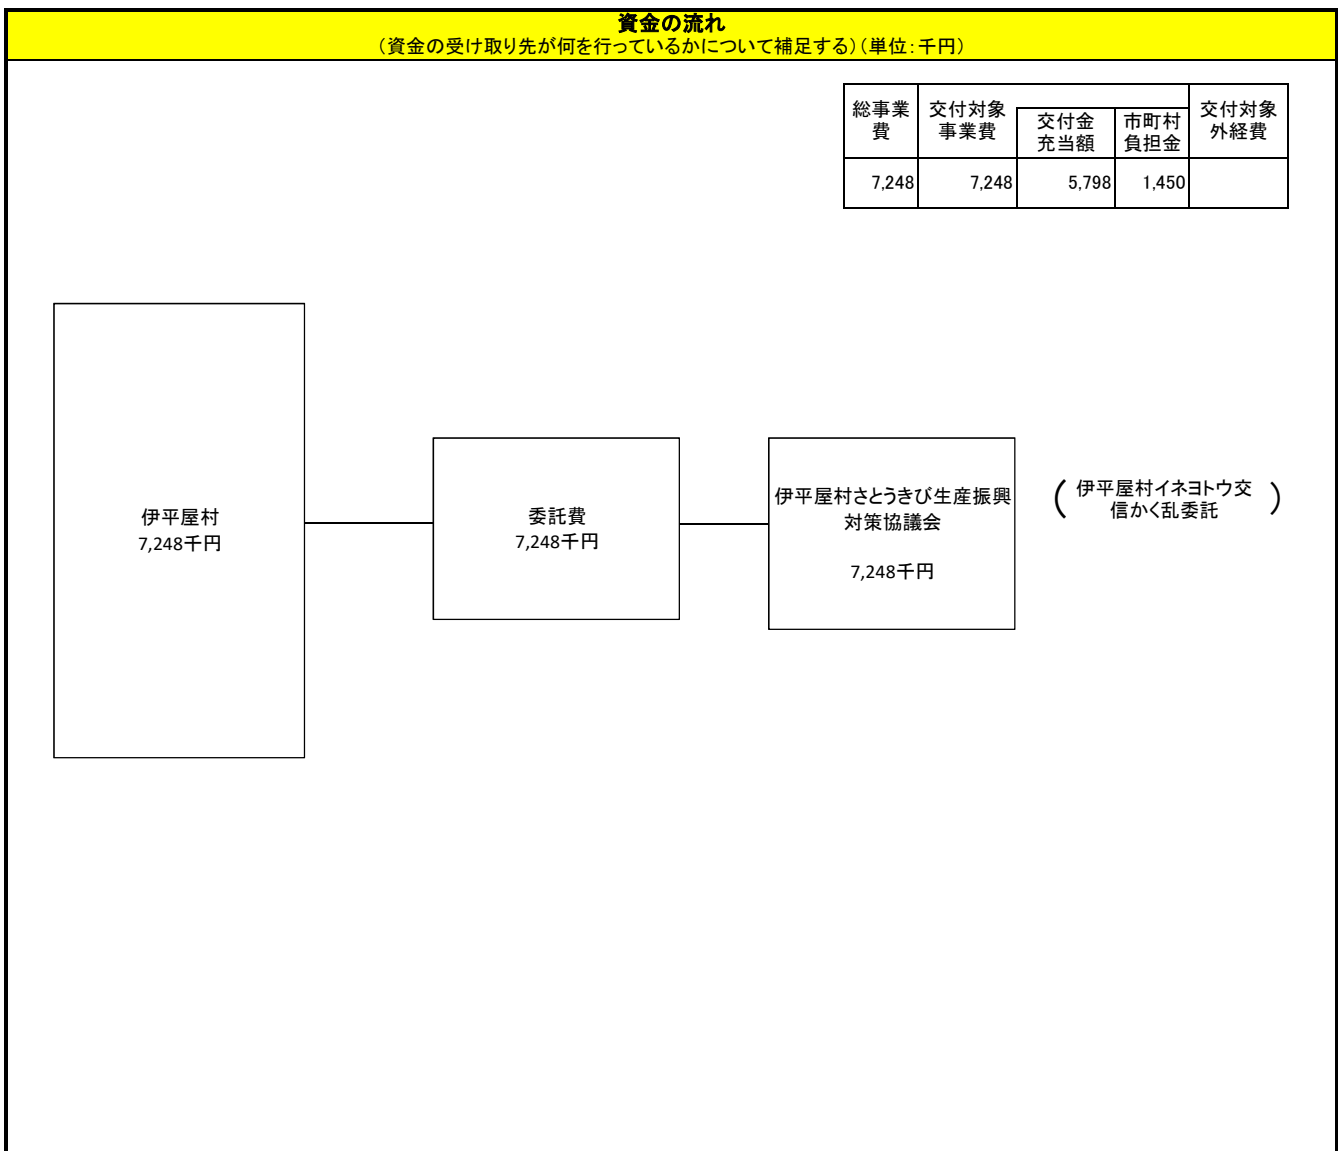 資金の流れ
（資金の受け取り先が何を行っているかについて補足する）（単位：千円）
総事業
費
交付対象
事業費
交付金
充当額
市町村
負担金
交付対象
外経費
7,248
7,248
5,798
1,450
伊平屋村
7,248千円
委託費
7,248千円
伊平屋村さとうきび生産振興
対策協議会
7,248千円
（伊平屋村イネヨトウ交
信かく乱委託）